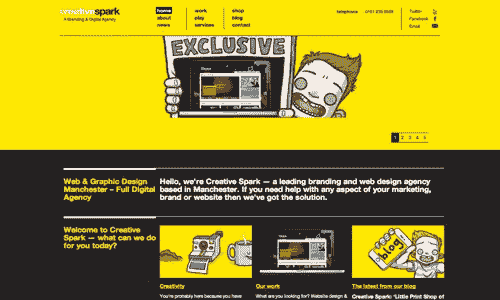 creativespark
A Branding & Digital Agency
home
about
news
work
play
services
shop
blog
contact
telephone
Twitter
Facebook
Email
EXCLUSIVE
1 2 3 4 5
Web & Graphic Design
Manchester – Full Digital
Agency
Hello, we're Creative Spark — a leading branding and web design agency
based in Manchester. If you need help with any aspect of your marketing,
brand or website then we've got the solution.
Welcome to Creative
Spark — what can we do
for you today?
blog
Creativity
Our work
The latest from our blog
You're probably here because you have
What are you looking for? Website design &
Creative Spark 'Little Print Shop of